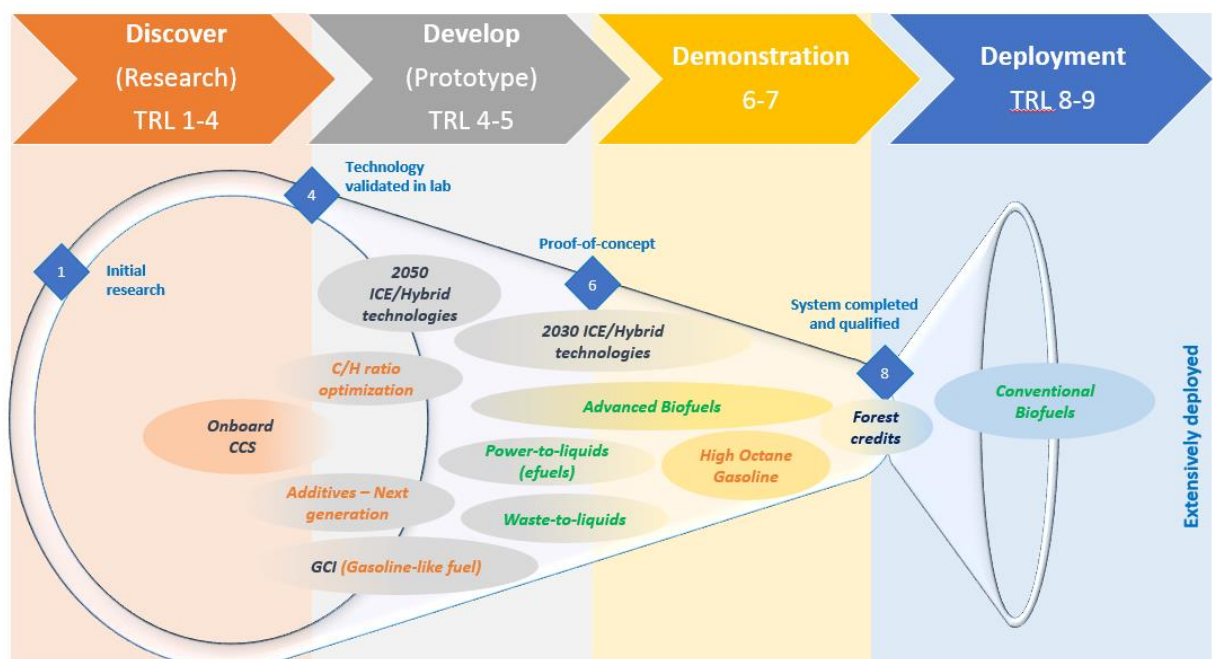 Discover
(Research)
TRL 1-4
Develop
(Prototype)
TRL 4-5
Demonstration
6-7
Deployment
TRL 8-9
1
Initial
research
4
Technology
validated in lab
Proof-of-concept
6
System completed
and qualified
8
2050
ICE/Hybrid
technologies
2030 ICE/Hybrid
technologies
C/H ratio
optimization
Advanced Biofuels
Onboard
CCS
Forest
credits
Conventional
Biofuels
Power-to-liquids
(efuels)
High Octane
Gasoline
Additives – Next
generation
Waste-to-liquids
GCI (Gasoline-like fuel)
Extensively deployed